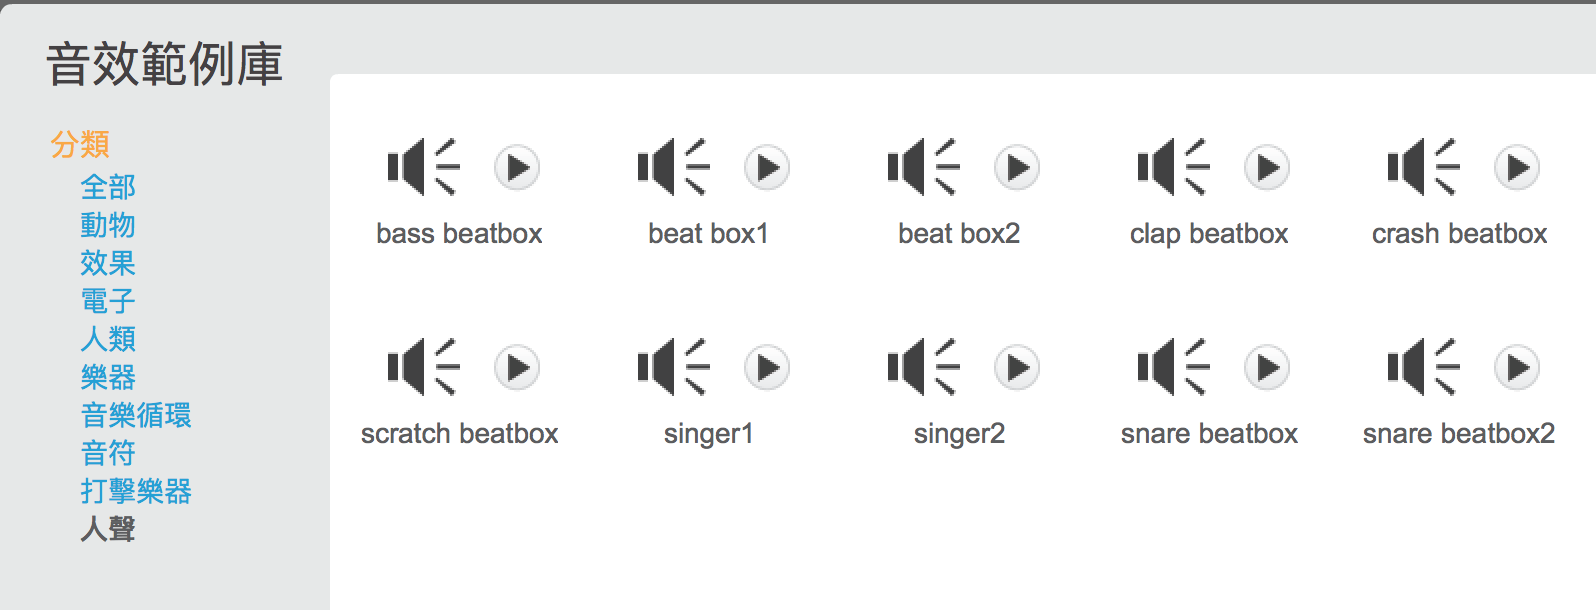 音效範例庫
分類
全部
動物
效果
電子
人類
樂器
音樂循環
音符
打擊樂器
人聲
bass beatbox
beat box1
beat box2
clap beatbox
crash beatbox
scratch beatbox
singer1
singer2
snare beatbox
snare beatbox2